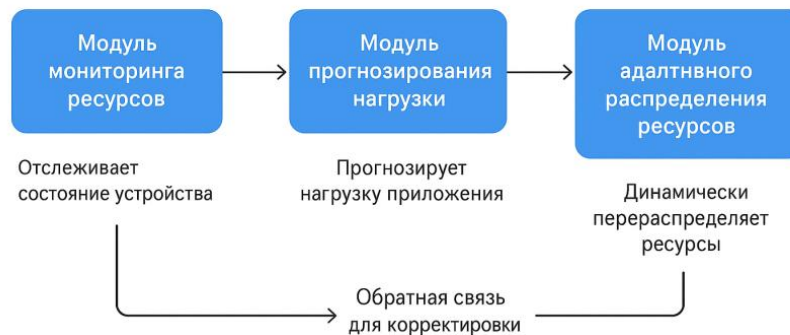 Модуль
мониторинга
ресурсов
Модуль
прогнозирования
нагрузки
Модуль
адалтнвного
распределения
ресурсов
Отслеживает
состояние устройства
Прогнозирует
нагрузку приложения
Динамически
перераспределяет
ресурсы
Обратная связь
для корректировки